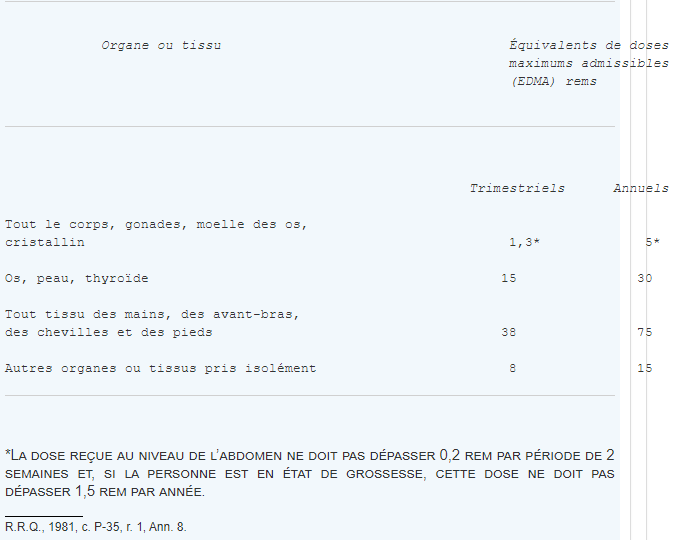 Organe ou tissu Équivalents de doses
maximums admissibles
(EDMA) rems
Trimestriels Annuels
Tout le corps, gonades, moelle des os,
cristallin 1,3* 5*
Os, peau, thyroïde 15 30
Tout tissu des mains, des avant-bras,
des chevilles et des pieds 38 75
Autres organes ou tissus pris isolément 8 15
*LA DOSE REÇUE AU NIVEAU DE L'ABDOMEN NE DOIT PAS DÉPASSER 0,2 REM PAR PÉRIODE DE 2
SEMAINES ET, SI LA PERSONNE EST EN ÉTAT DE GROSSESSE, CETTE DOSE NE DOIT PAS
DÉPASSER 1,5 REM PAR ANNÉE.
R.R.Q., 1981, c. P-35, r. 1, Ann. 8.